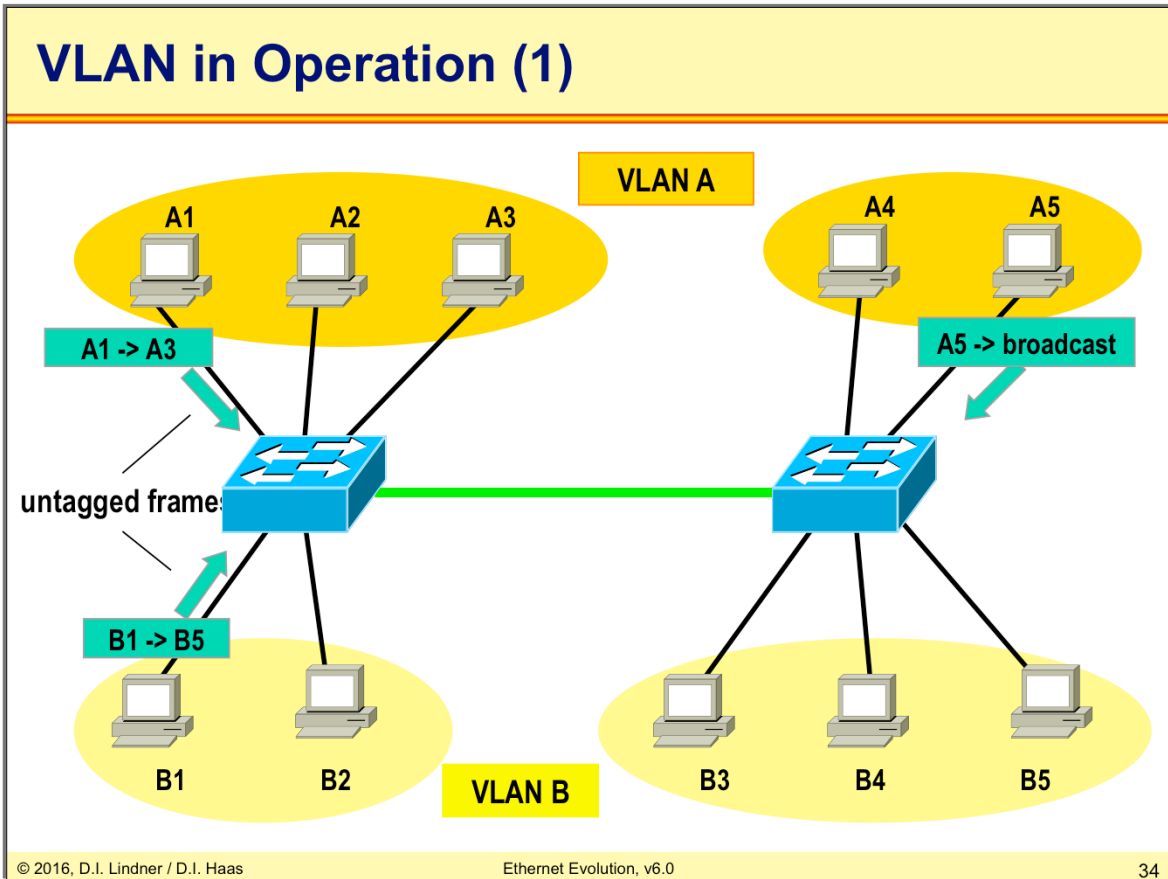 VLAN in Operation (1)
VLAN A
A1
A2
A3
A4
A5
A1 -> A3
A5 -> broadcast
untagged frames
B1 -> B5
B1
B2
B3
B4
B5
VLAN B
© 2016, D.I. Lindner / D.I. Haas
Ethernet Evolution, v6.0
34